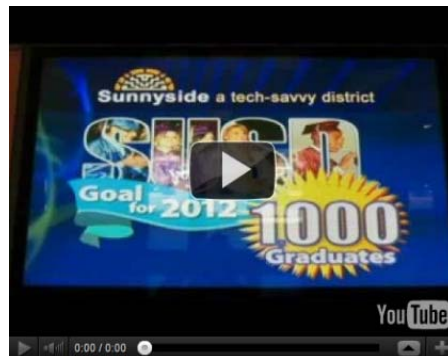 Sunnyside a tech-savvy district
SUSD
Goal
for 2012
1000
Graduates
YouTube
0:00 / 0:00